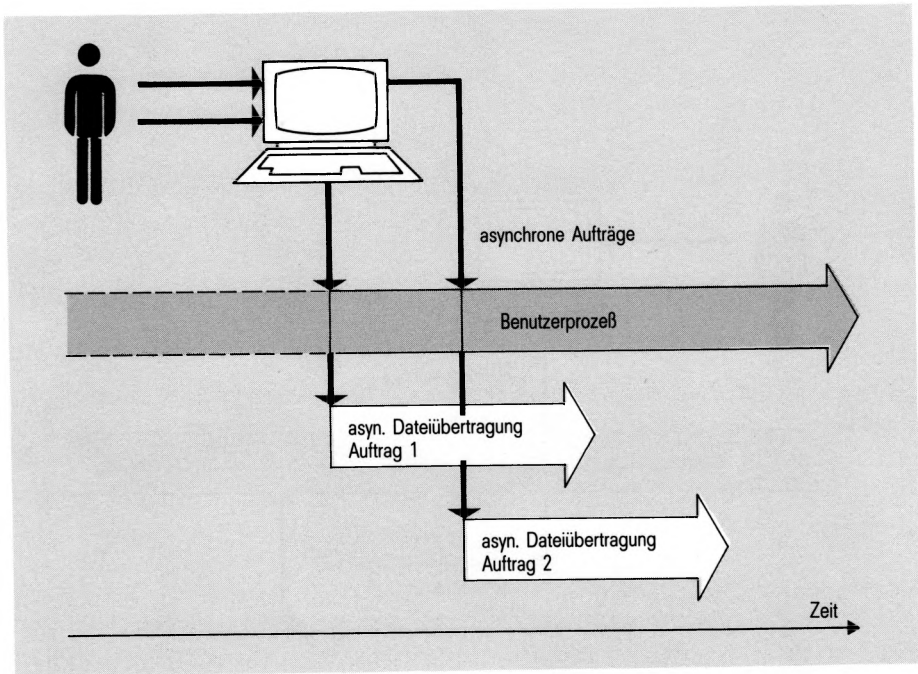 asynchrone Aufträge
Benutzerprozeß
asyn. Dateiübertragung
Auftrag 1
asyn. Dateiübertragung
Auftrag 2
Zeit